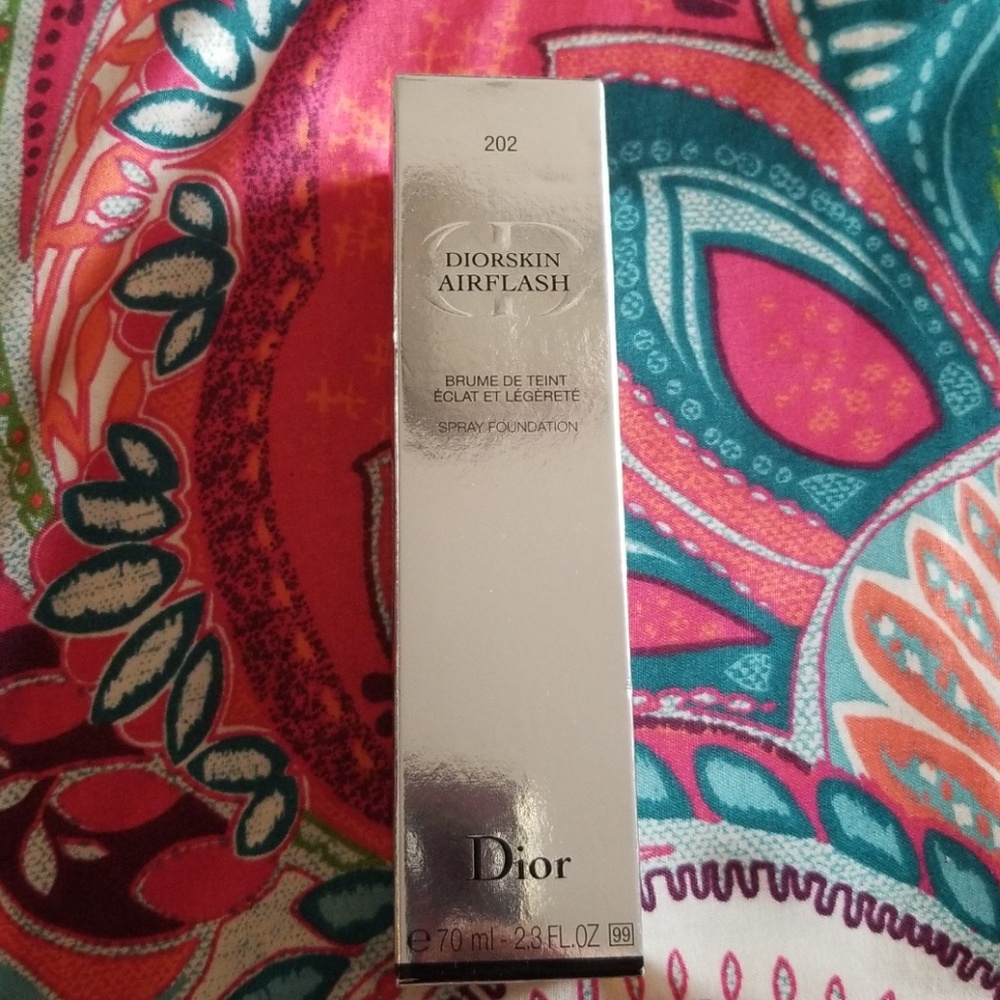 202
DIORSKIN
AIRFLASH
BRUME DE TEINT
ÉCLAT ET LÉGÈRETÉ
SPRAY FOUNDATION
Dior
e 70 ml - 2.3 FL.OZ 99